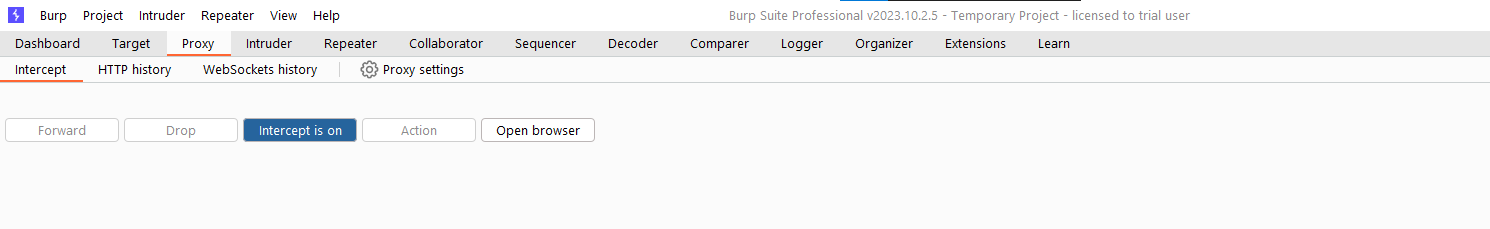 Burp Project Intruder Repeater View Help Burp Suite Professional v2023.10.2.5 - Temporary Project - licensed to trial user
Dashboard Target Proxy Intruder Repeater Collaborator Sequencer Decoder Comparer Logger Organizer Extensions Learn
Intercept HTTP history WebSockets history Proxy settings
Forward Drop Intercept is on Action Open browser